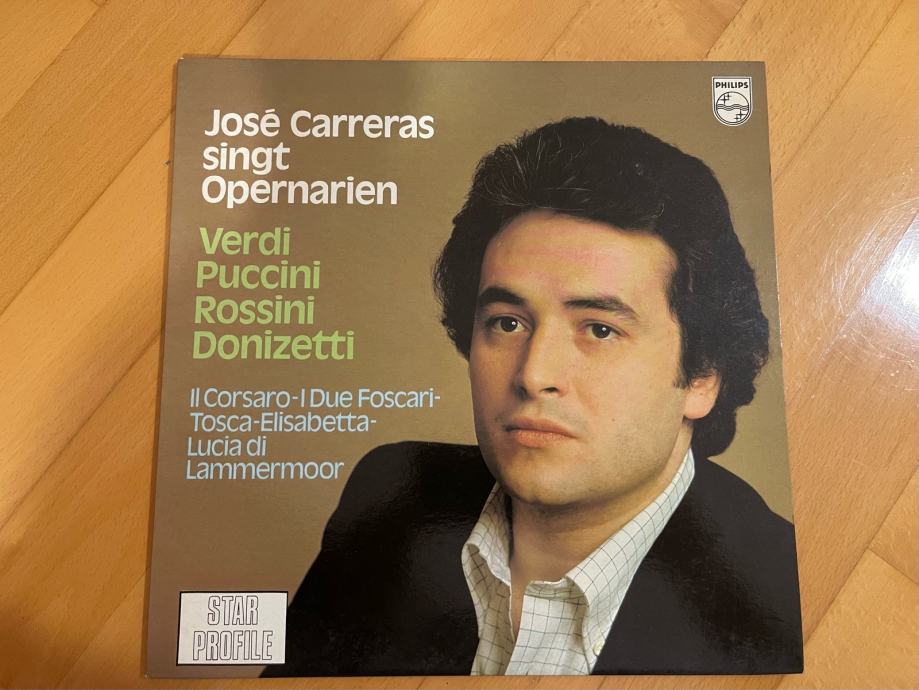 José Carreras
singt
Opernarien
Verdi
Puccini
Rossini
Donizetti
Il Corsaro-I Due Foscari-
Tosca-Elisabetta-
Lucia di
Lammermoor
PHILIPS
STAR
PROFILE